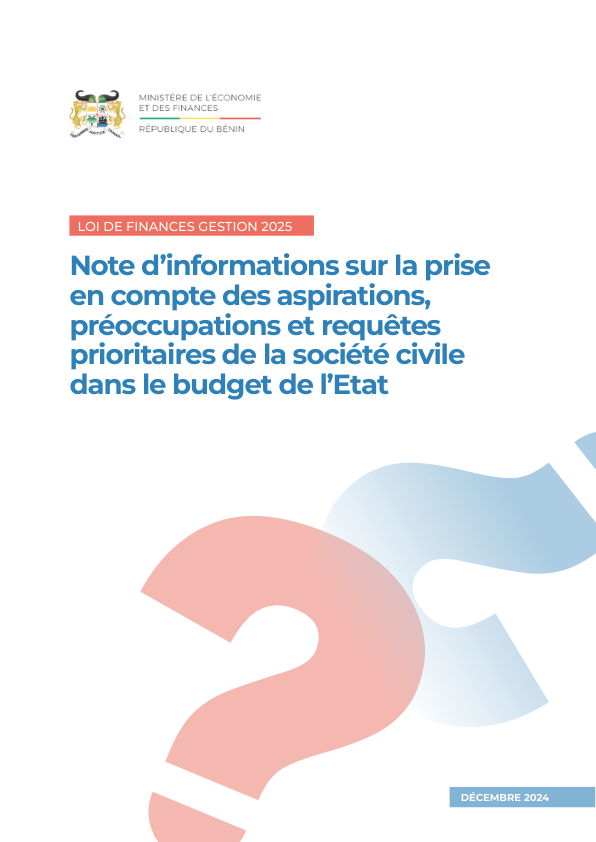 MINISTÈRE DE L'ÉCONOMIE
ET DES FINANCES
RÉPUBLIQUE DU BÉNIN
LOI DE FINANCES GESTION 2025
Note d'informations sur la prise
en compte des aspirations,
préoccupations et requêtes
prioritaires de la société civile
dans le budget de l'Etat
DÉCEMBRE 2024